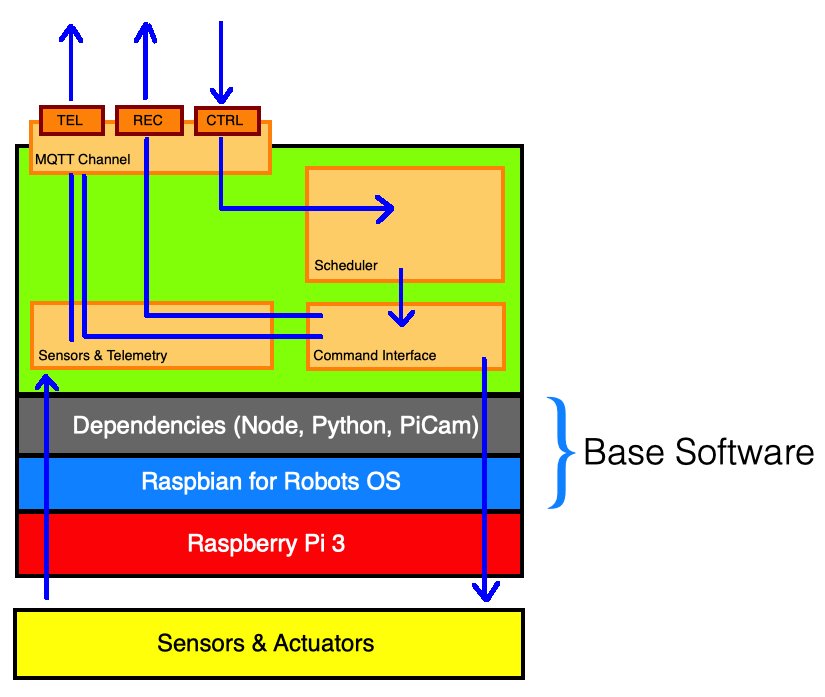 TEL
REC
CTRL
MQTT Channel
Scheduler
Sensors & Telemetry
Command Interface
Dependencies (Node, Python, PiCam)
Base Software
Raspbian for Robots OS
Raspberry Pi 3
Sensors & Actuators